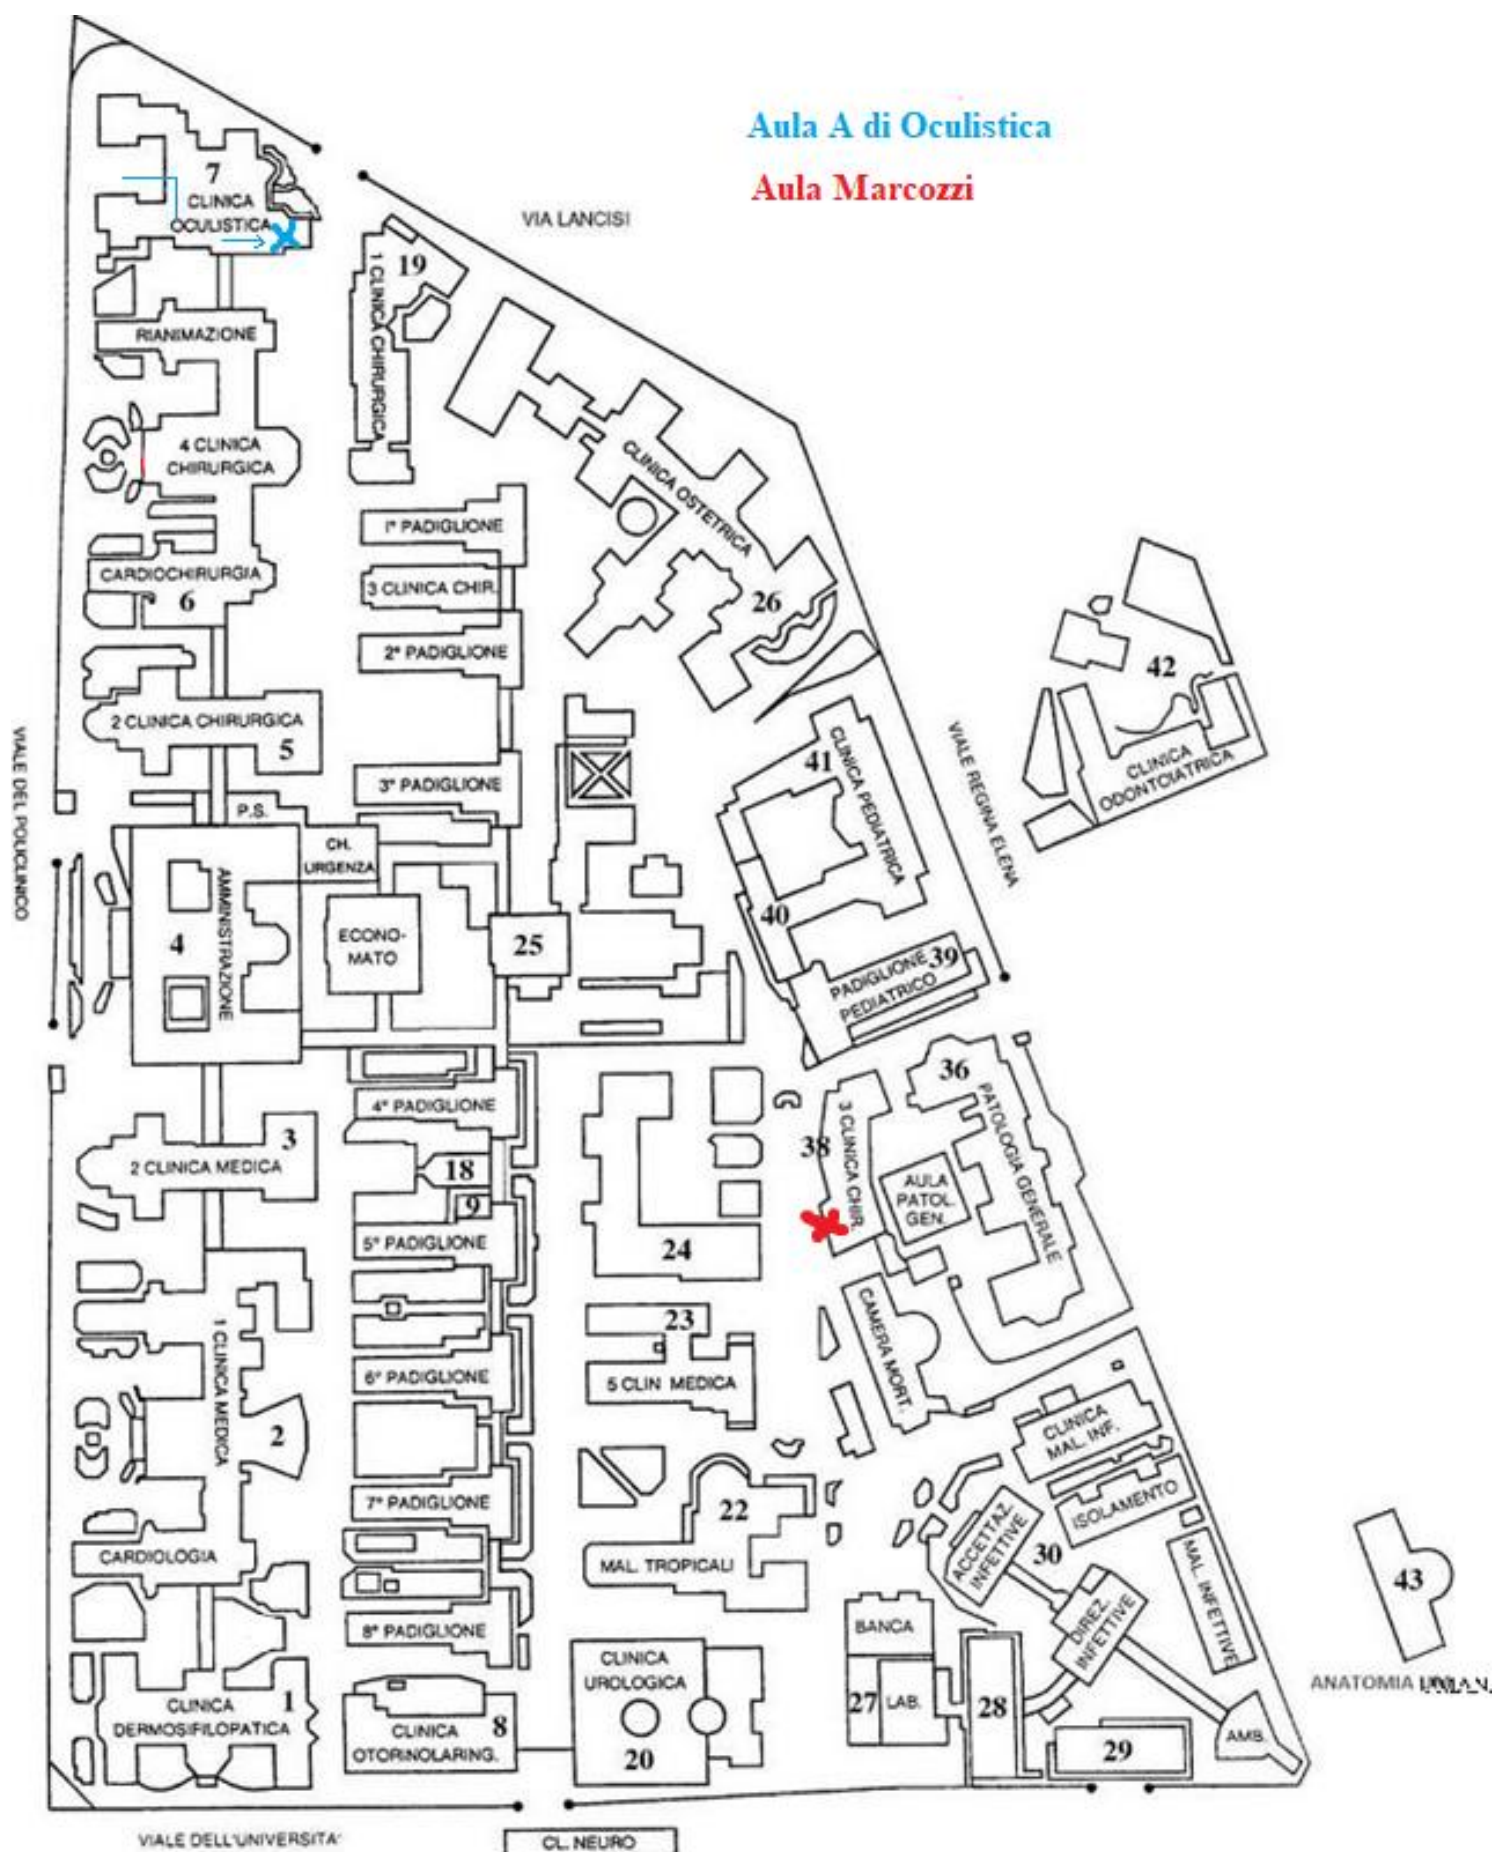 Aula A di Oculistica
Aula Marcozzi
7
CLINICA
OCULISTICA
VIA LANCISI
19
1 CLINICA CHIRURGICA
RIANIMAZIONE
4 CLINICA
CHIRURGICA
CLINICA OSTETRICA
1° PADIGLIONE
CARDIOCHIRURGIA
6
3 CLINICA CHIR.
26
2° PADIGLIONE
42
CLINICA
ODONTOIATRICA
2 CLINICA CHIRURGICA
5
VIALE DEL POLICLINICO
3° PADIGLIONE
41
CLINICA PEDIATRICA
VIALE REGINA ELENA
P.S.
CH.
URGENZA
AMMINISTRAZIONE
4
ECONO-
MATO
25
40
39
PADIGLIONE
PEDIATRICO
36
PATOLOGIA GENERALE
4° PADIGLIONE
3
2 CLINICA MEDICA
18
9
38
3 CLINICA CHIR.
AULA
PATOL.
GEN.
5° PADIGLIONE
24
23
1 CLINICA MEDICA
6° PADIGLIONE
5 CLIN MEDICA
CAMERA MORT.
2
CLINICA
MAL. INF.
7° PADIGLIONE
22
ISOLAMENTO
ACCETTAZ.
INFETTIVE
30
CARDIOLOGIA
MAL. TROPICALI
MAL. INFETTIVE
43
8° PADIGLIONE
BANCA
DIREZ.
INFETTIVE
CLINICA
UROLOGICA
ANATOMIA
CLINICA
DERMOSIFILOPATICA
1
CLINICA
OTORINOLARING.
8
20
27
LAB.
28
29
AMB.
VIALE DELL'UNIVERSITA'
CL. NEURO